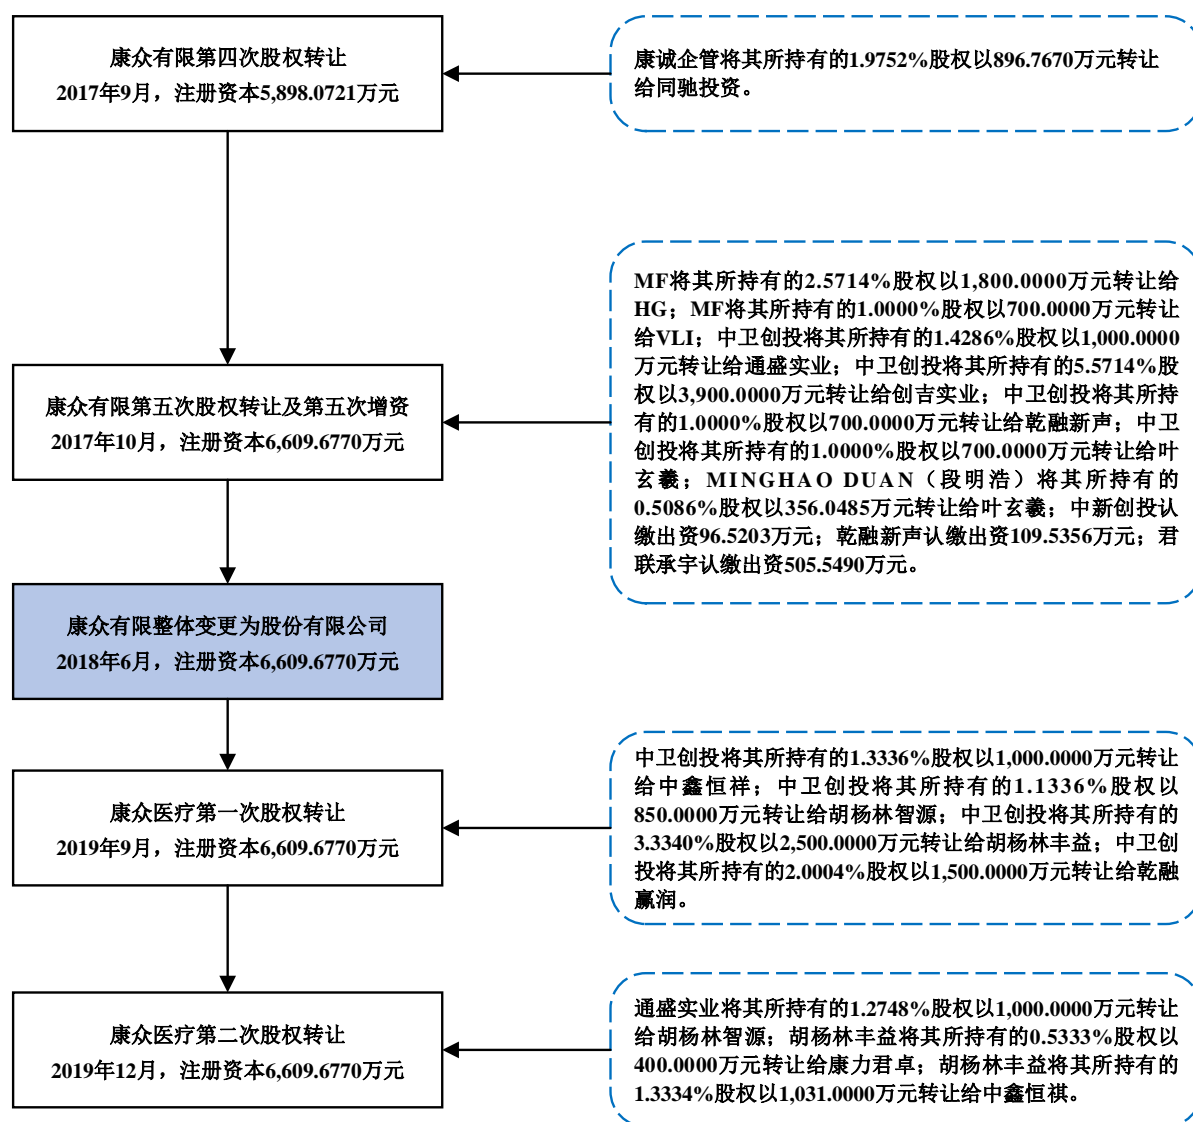 康众有限第四次股权转让
2017年9月，注册资本5,898.0721万元
康诚企管将其所持有的1.9752%股权以896.7670万元转让
给同驰投资。
MF将其所持有的2.5714%股权以1,800.0000万元转让给
HG；MF将其所持有的1.0000%股权以700.0000万元转让
给VLI；中卫创投将其所持有的1.4286%股权以1,000.0000
万元转让给通盛实业；中卫创投将其所持有的5.5714%股
权以3,900.0000万元转让给创吉实业；中卫创投将其所持
有的1.0000%股权以700.0000万元转让给乾融新声；中卫
创投将其所持有的1.0000%股权以700.0000万元转让给叶
玄羲；MINGHAO DUAN（段明浩）将其所持有的
0.5086%股权以356.0485万元转让给叶玄羲；中新创投认
缴出资96.5203万元；乾融新声认缴出资109.5356万元；君
联承宇认缴出资505.5490万元。
康众有限第五次股权转让及第五次增资
2017年10月，注册资本6,609.6770万元
康众有限整体变更为股份有限公司
2018年6月，注册资本6,609.6770万元
康众医疗第一次股权转让
2019年9月，注册资本6,609.6770万元
中卫创投将其所持有的1.3336%股权以1,000.0000万元转让
给中鑫恒祥；中卫创投将其所持有的1.1336%股权以
850.0000万元转让给胡杨林智源；中卫创投将其所持有的
3.3340%股权以2,500.0000万元转让给胡杨林丰益；中卫创
投将其所持有的2.0004%股权以1,500.0000万元转让给乾融
赢润。
康众医疗第二次股权转让
2019年12月，注册资本6,609.6770万元
通盛实业将其所持有的1.2748%股权以1,000.0000万元转让
给胡杨林智源；胡杨林丰益将其所持有的0.5333%股权以
400.0000万元转让给康力君卓；胡杨林丰益将其所持有的
1.3334%股权以1,031.0000万元转让给中鑫恒祺。